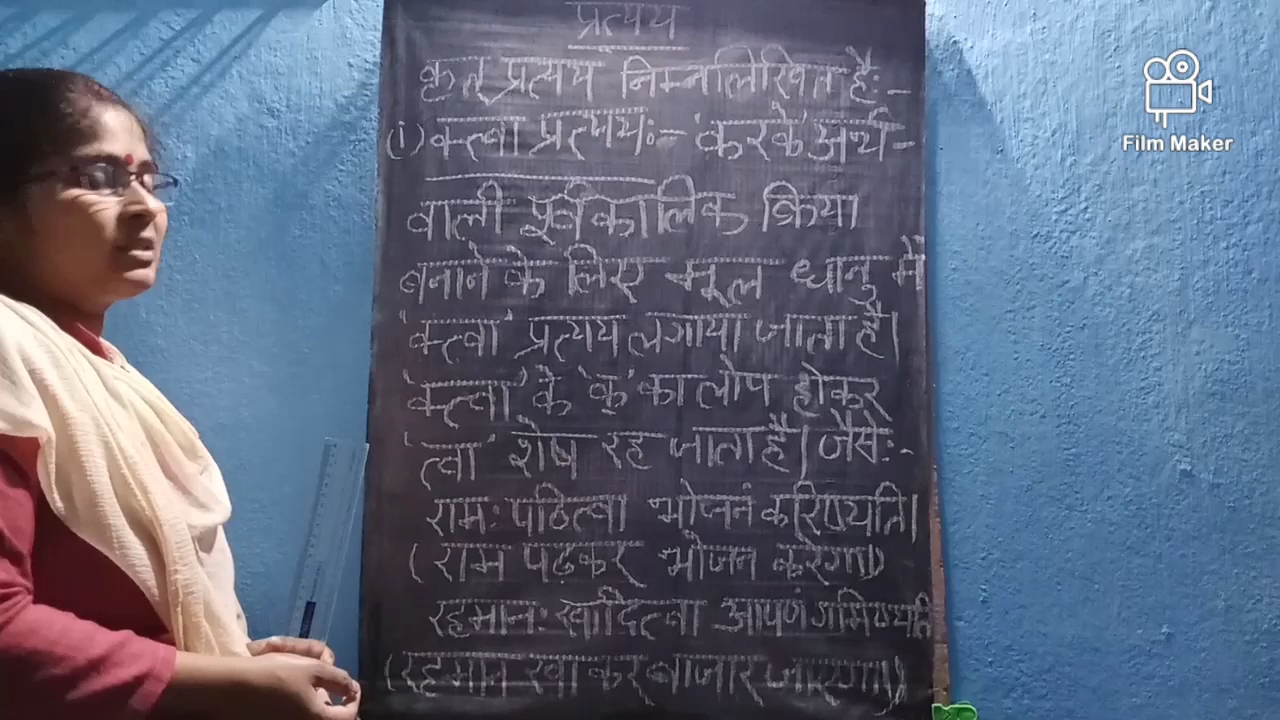 प्रत्यय
कृत् प्रत्यय निम्नलिखित है:-
(i) क्त्वा प्रत्ययः- 'करके' अर्थ-
वाली पूर्वकालिक क्रिया
बनाने के लिए मूल धातु में
'क्त्वा' प्रत्यय लगाया जाता है।
'क्त्वा' के 'क्' का लोप होकर
'त्वा' शेष रह जाता है। जैसे:-
रामः पठित्वा भोजनं करिष्यति।
(राम पढ़कर भोजन करेगा)
रहमानः खादित्वा आपणं गमिष्यति
(रहमान खा कर बाजार जाएगा)
Film Maker